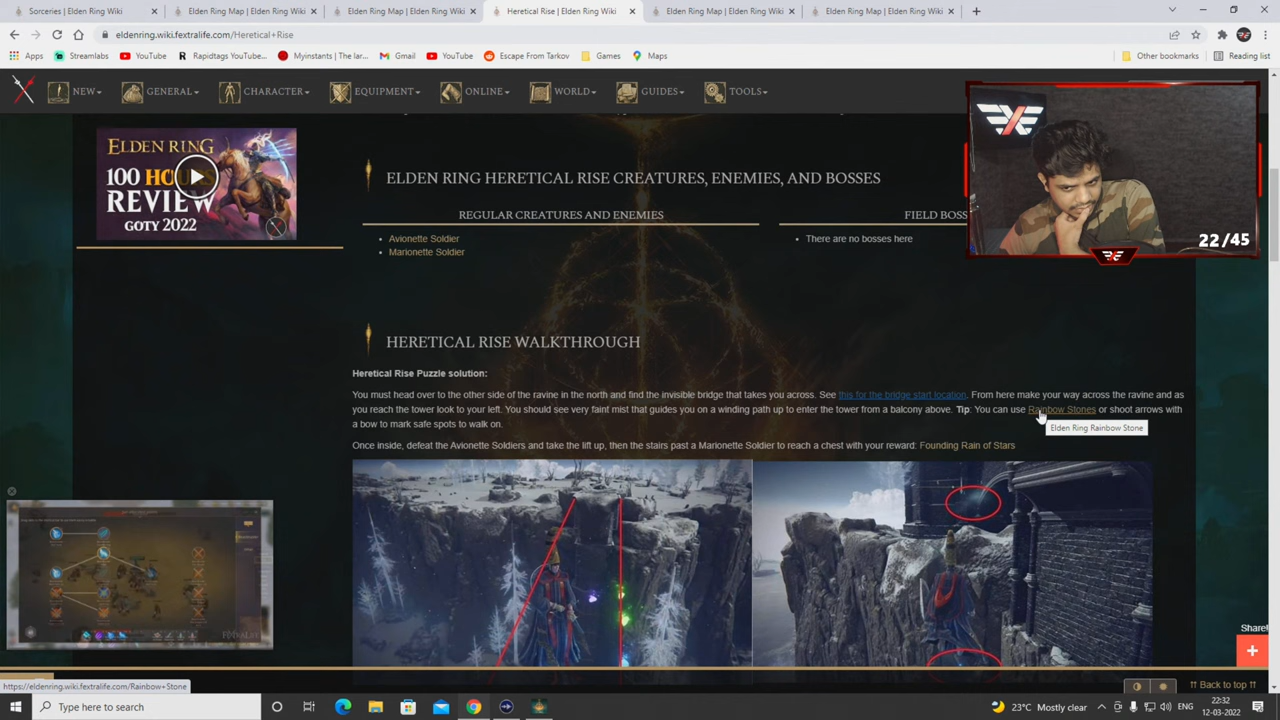 Sorceries | Elden Ring Wiki
Elden Ring Map | Elden Ring Wiki
Elden Ring Map | Elden Ring Wiki
Heretical Rise | Elden Ring Wiki
Elden Ring Map | Elden Ring Wiki
Elden Ring Map | Elden Ring Wiki
eldenring.wiki.fextralife.com/Heretical+Rise
Apps
Streamlabs
YouTube
Rapidtags YouTube...
Myinstants | The lar...
Gmail
YouTube
Escape From Tarkov
Games
Maps
Other bookmarks
Reading list
NEW
GENERAL
CHARACTER
EQUIPMENT
ONLINE
WORLD
GUIDES
TOOLS
ELDEN RING
REVIEW
GOTY 2022
ELDEN RING HERETICAL RISE CREATURES, ENEMIES, AND BOSSES
REGULAR CREATURES AND ENEMIES
FIELD BOSS
Avionette Soldier
Marionette Soldier
There are no bosses here
22/45
HERETICAL RISE WALKTHROUGH
Heretical Rise Puzzle solution:
You must head over to the other side of the ravine in the north and find the invisible bridge that takes you across. See this for the bridge start location. From here make your way across the ravine and as
you reach the tower look to your left. You should see very faint mist that guides you on a winding path up to enter the tower from a balcony above. Tip: You can use Rainbow Stones or shoot arrows with
a bow to mark safe spots to walk on.
Elden Ring Rainbow Stone
Once inside, defeat the Avionette Soldiers and take the lift up, then the stairs past a Marionette Soldier to reach a chest with your reward: Founding Rain of Stars
FEXTRALIFE
Share!
Back to top
https://eldenring.wiki.fextralife.com/Rainbow+Stone
Type here to search
23°C Mostly clear
ENG
22:32
12-03-2022